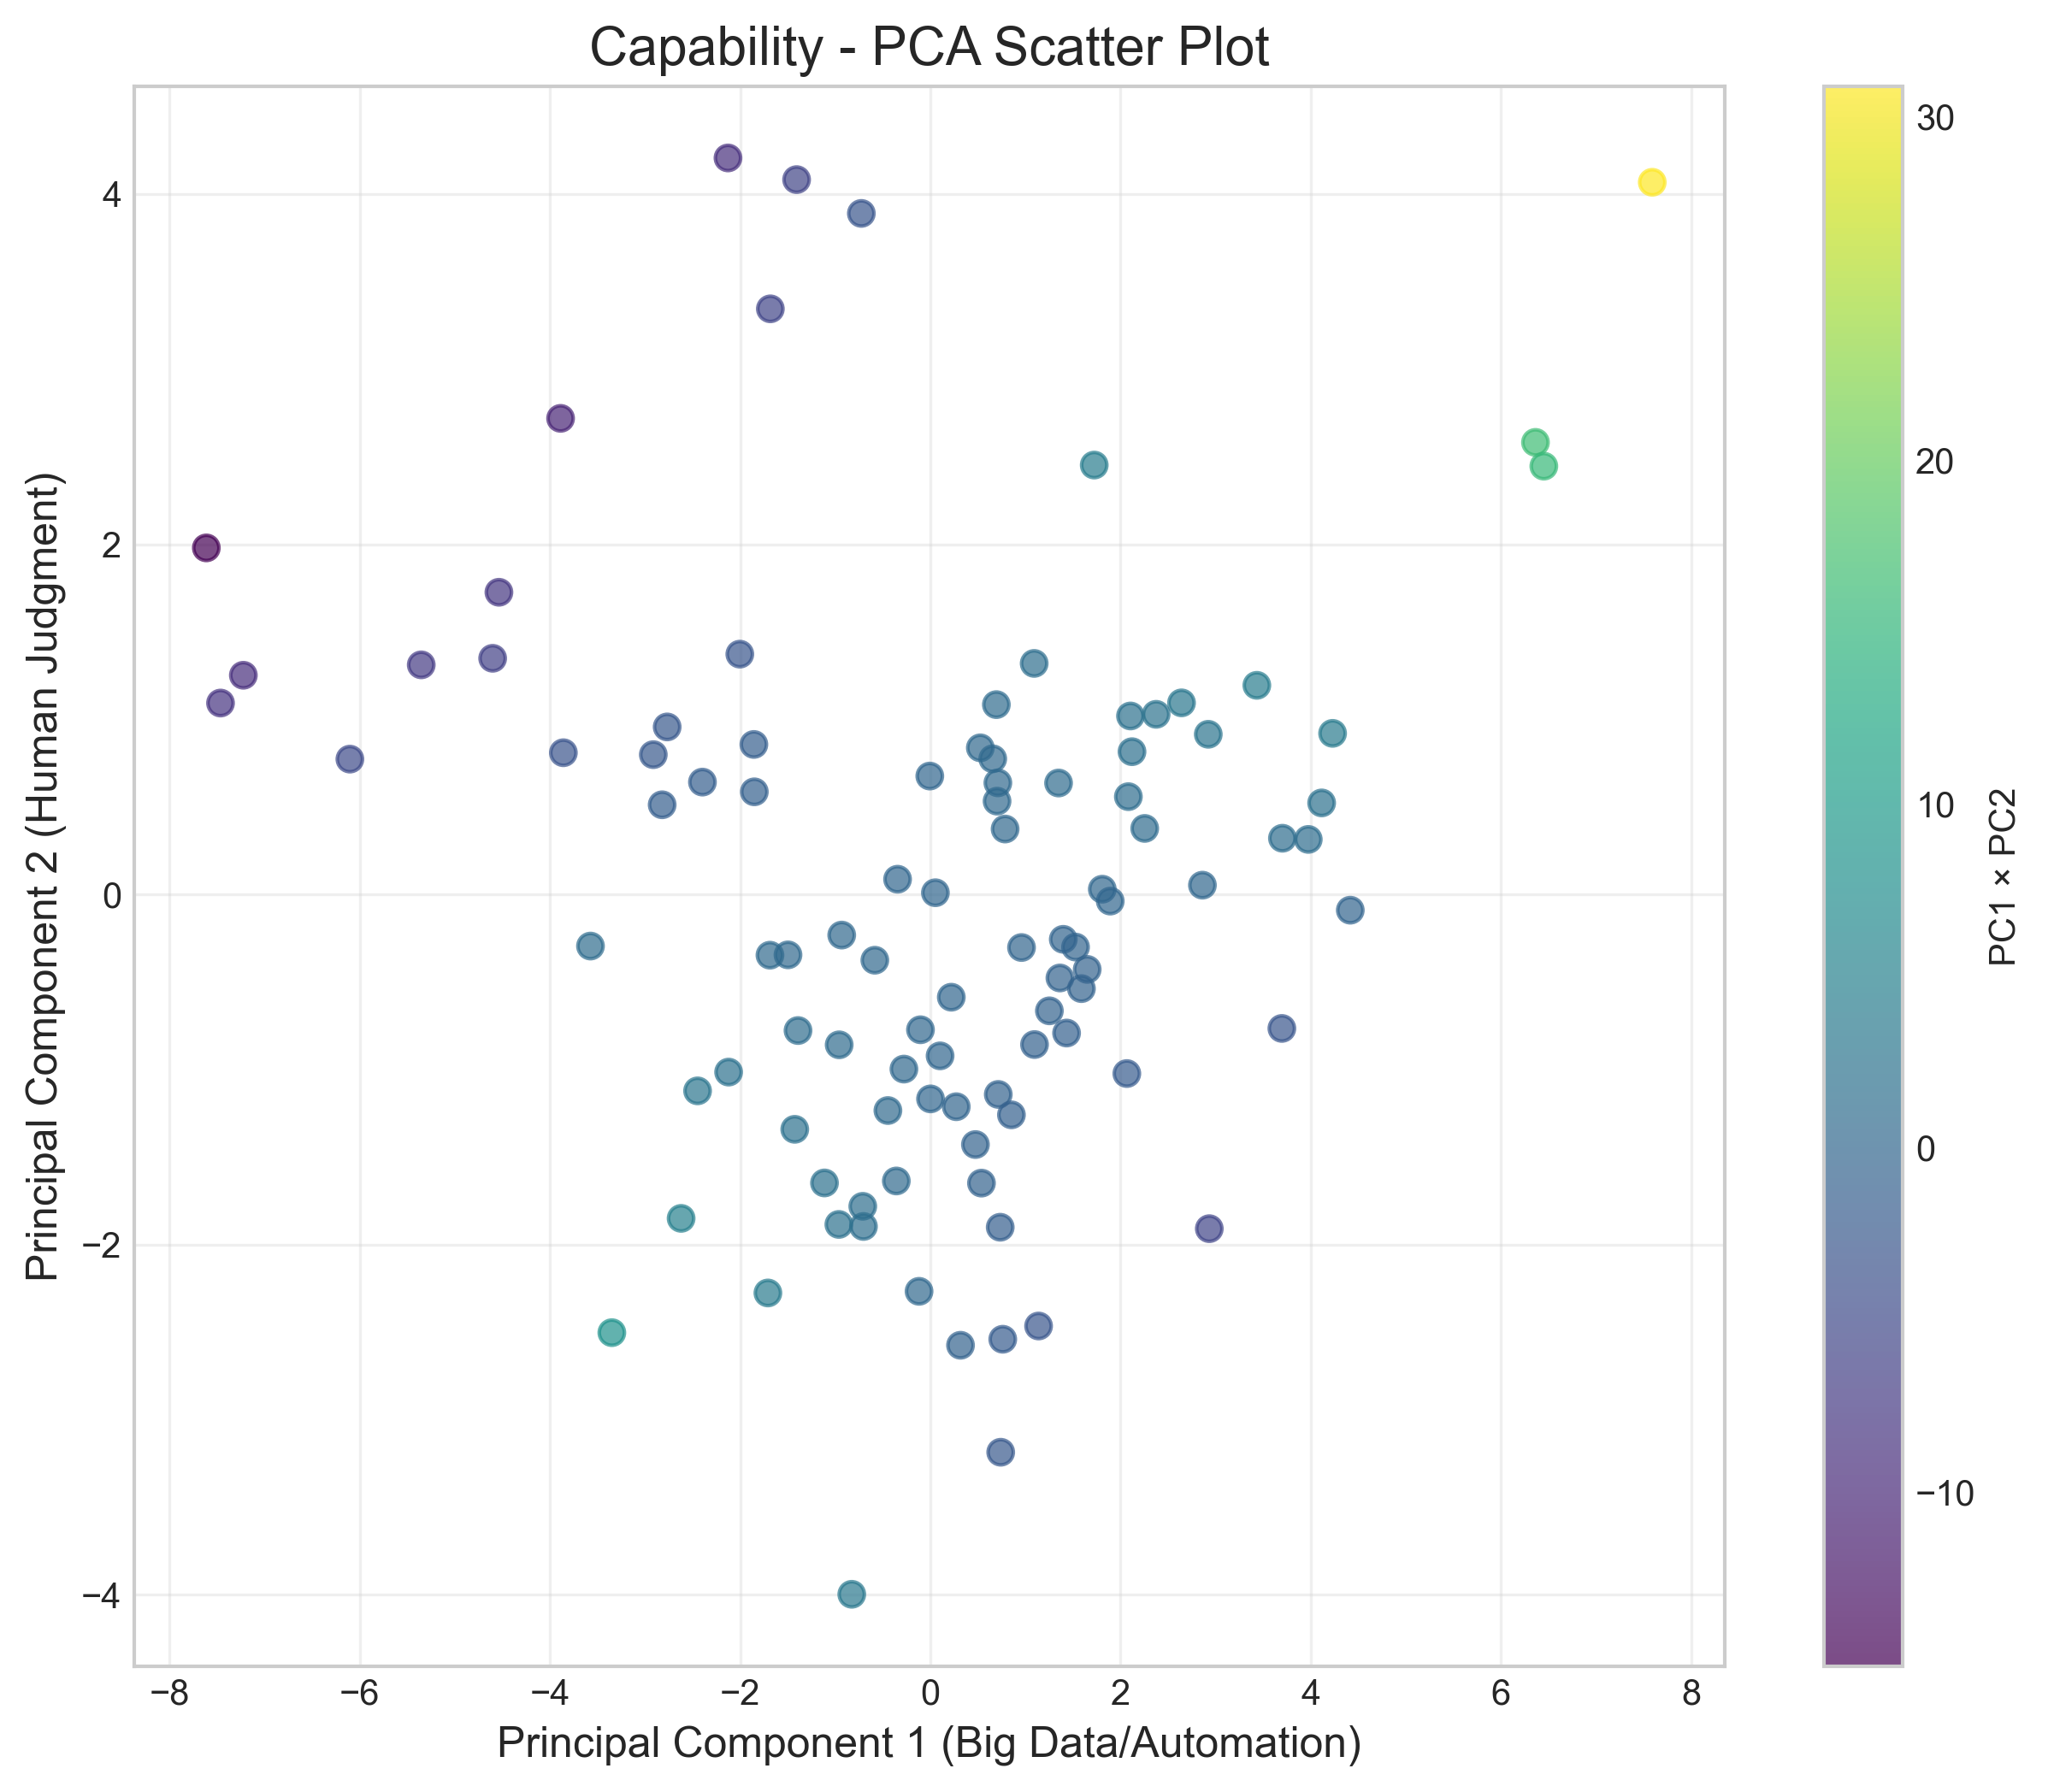 Capability - PCA Scatter Plot
Principal Component 2 (Human Judgment)
4
2
0
−2
−4
−8 −6 −4 −2 0 2 4 6 8
Principal Component 1 (Big Data/Automation)
30
20
10
0
−10
PC1 × PC2